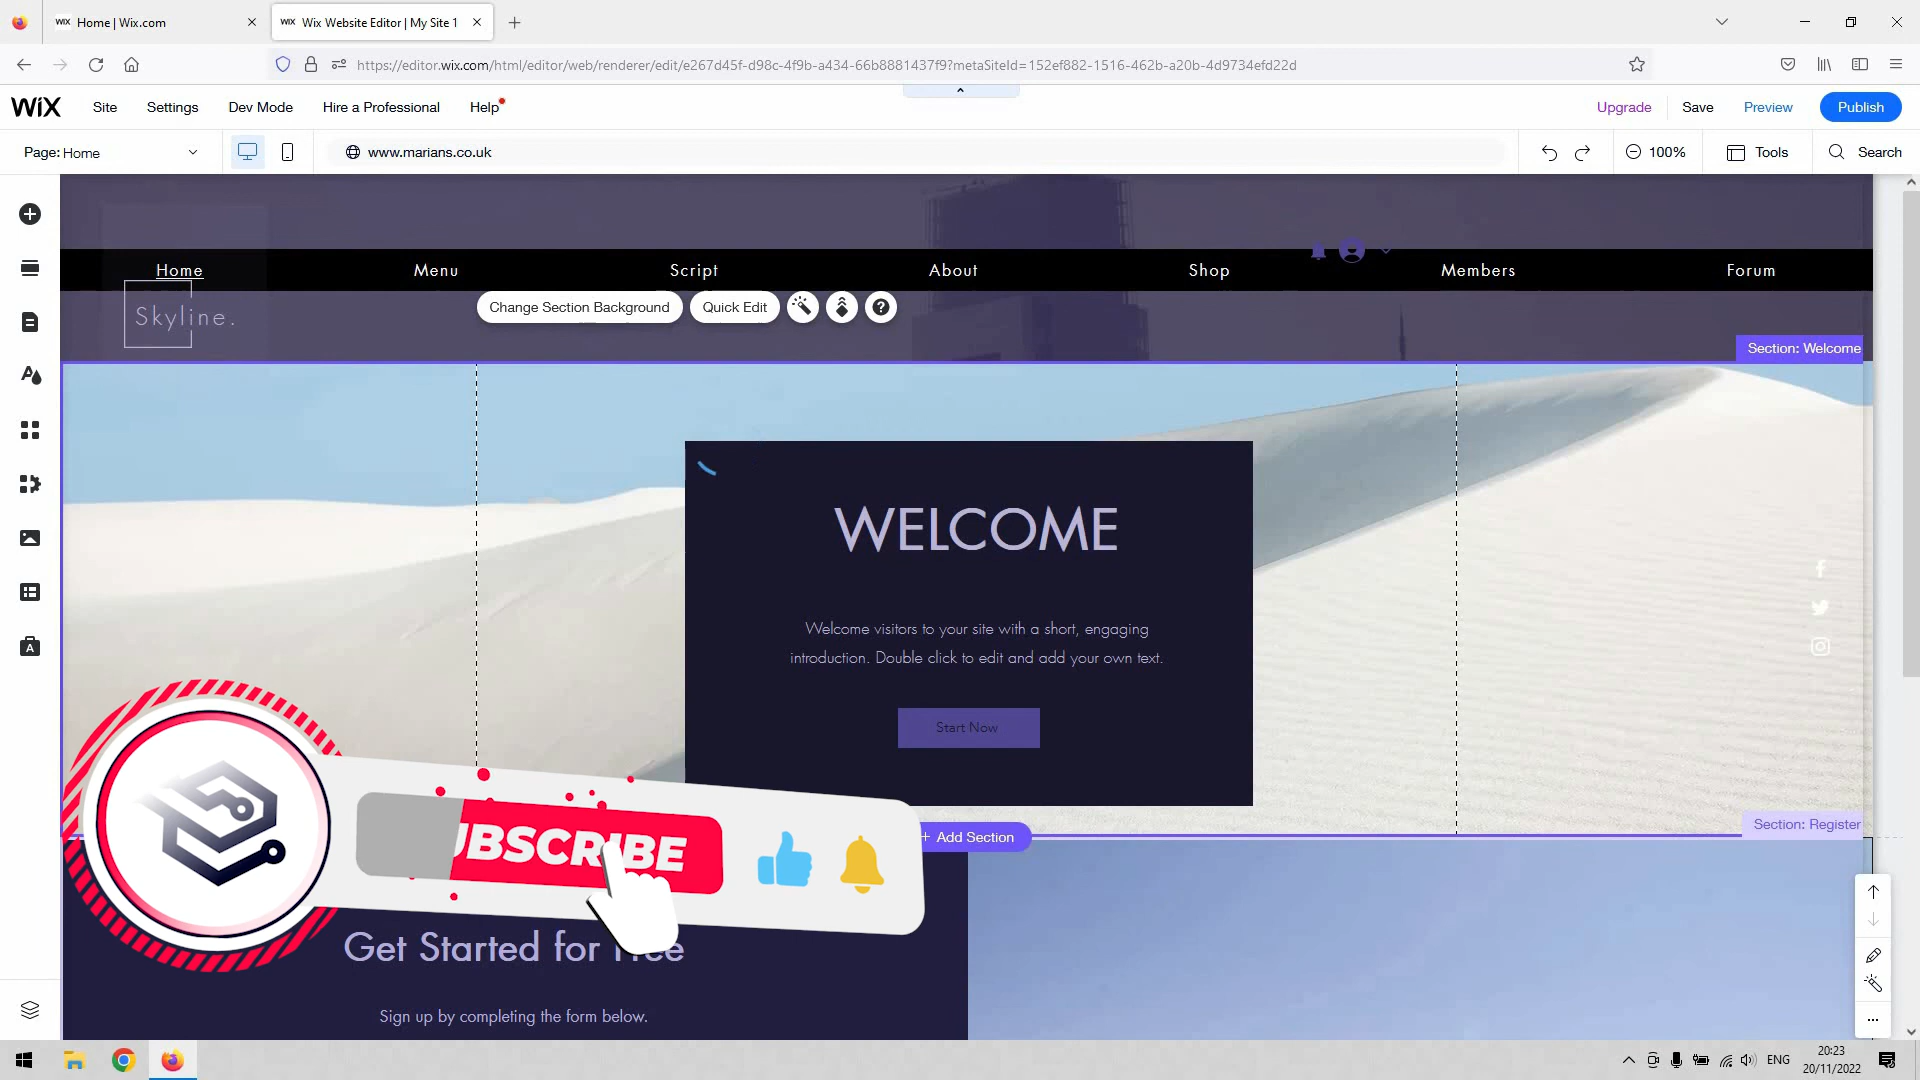 WiX Home | Wix.com
WiX Wix Website Editor | My Site 1
https://editor.wix.com/html/editor/web/renderer/edit/e267d45f-d98c-4f9b-a434-66b8881437f9?metaSiteId=152ef882-1516-462b-a20b-4d9734efd22d
WiX Site Settings Dev Mode Hire a Professional Help Upgrade Save Preview Publish
Page: Home www.marians.co.uk 100% Tools Search
Home Menu Script About Shop Members Forum
Skyline.
Change Section Background Quick Edit ?
Section: Welcome
WELCOME
Welcome visitors to your site with a short, engaging
introduction. Double click to edit and add your own text.
Start Now
Section: Register
+ Add Section
UBSCRIBE
Get Started for Free
Sign up by completing the form below.
ENG
20:23
20/11/2022